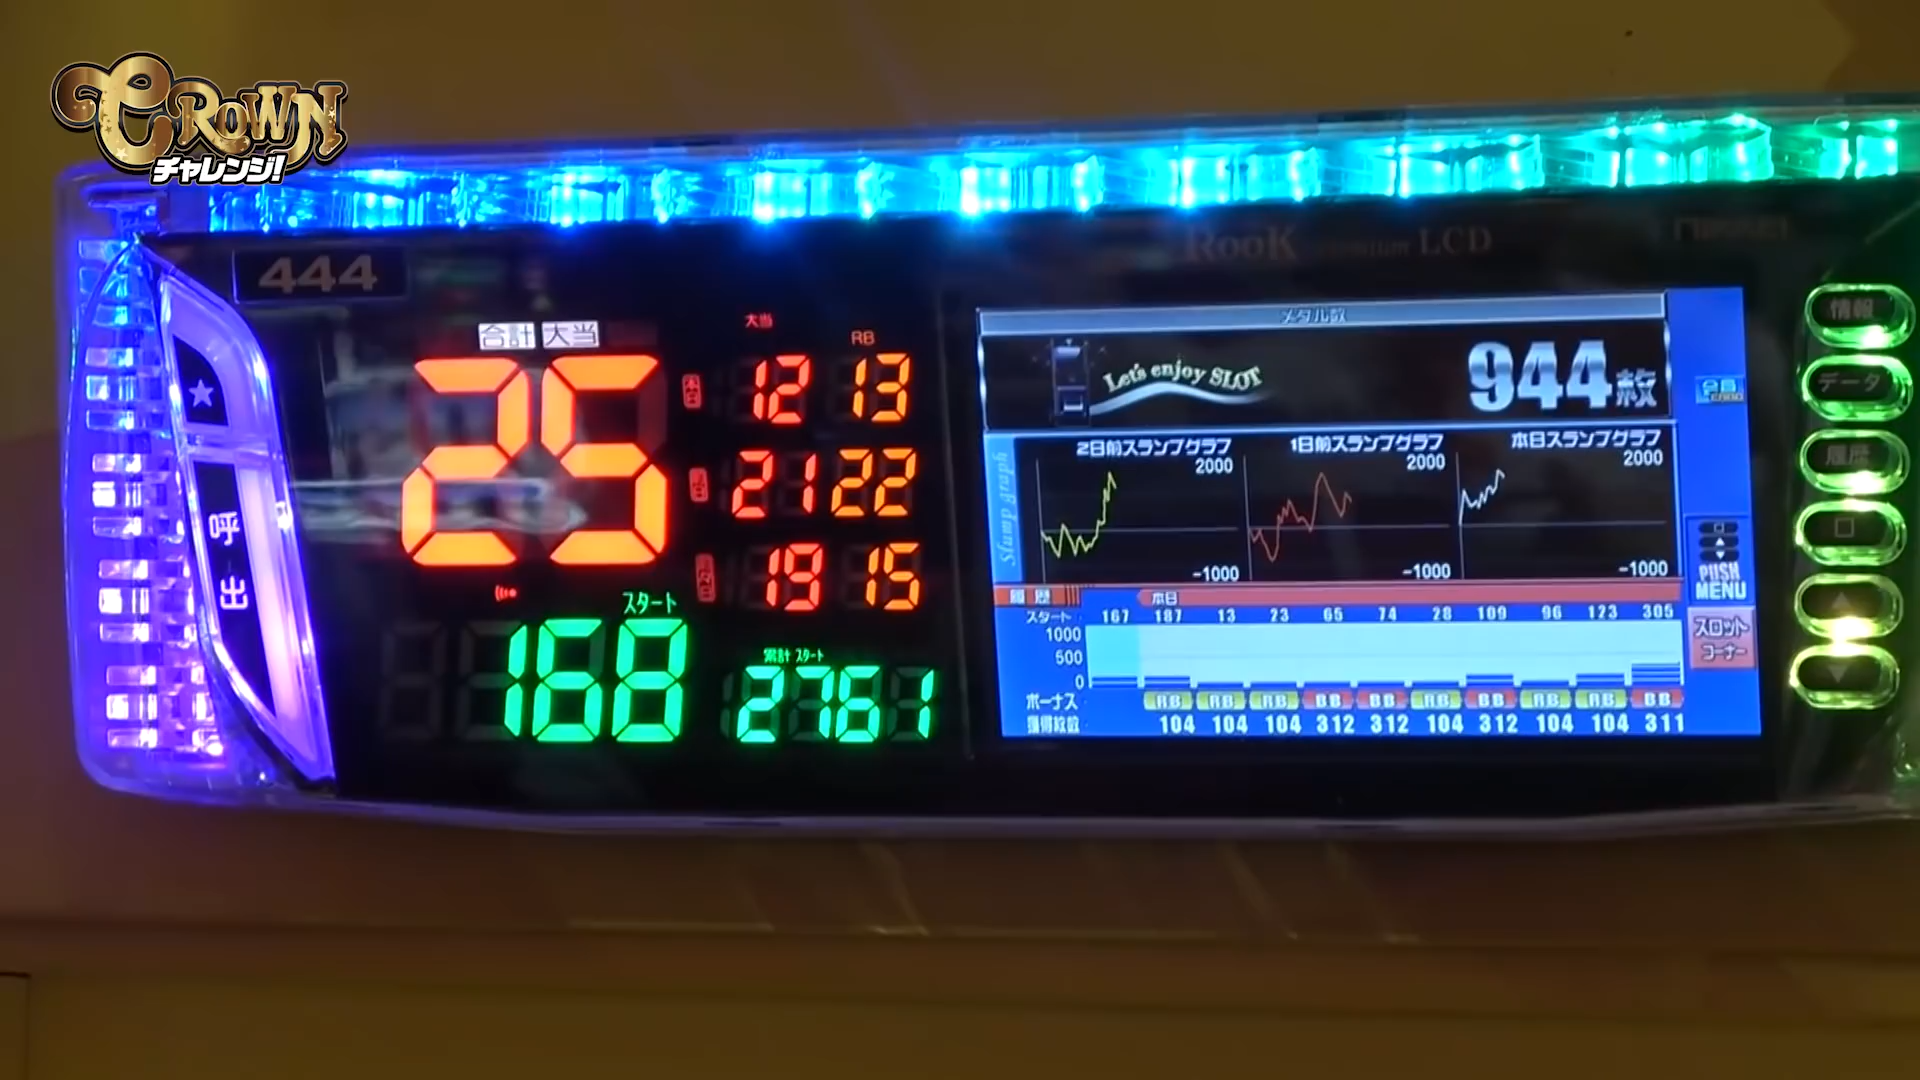 CROWN
チャレンジ!
RooK LCD
444
合計 大当
25
大当 RB
本日 12 13
21 22
19 15
スタート
168
累計 スタート
2761
呼出
メダル数
Let's enjoy SLOT
944枚
Slump graph
2日前スランプグラフ
2000
-1000
1日前スランプグラフ
2000
-1000
本日スランプグラフ
2000
-1000
履歴 本日
スタート 167 187 13 23 65 74 28 109 96 123 305
1000
500
0
ボーナス RB RB RB BB BB RB BB RB RB BB
獲得枚数 104 104 104 312 312 104 312 104 104 311
PUSH
MENU
スロット
コーナー
情報
データ
履歴